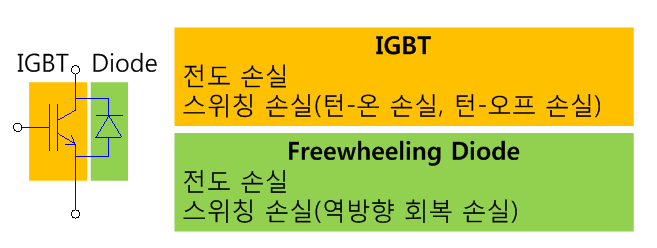 IGBT Diode
IGBT
전도 손실
스위칭 손실(턴-온 손실, 턴-오프 손실)
Freewheeling Diode
전도 손실
스위칭 손실(역방향 회복 손실)